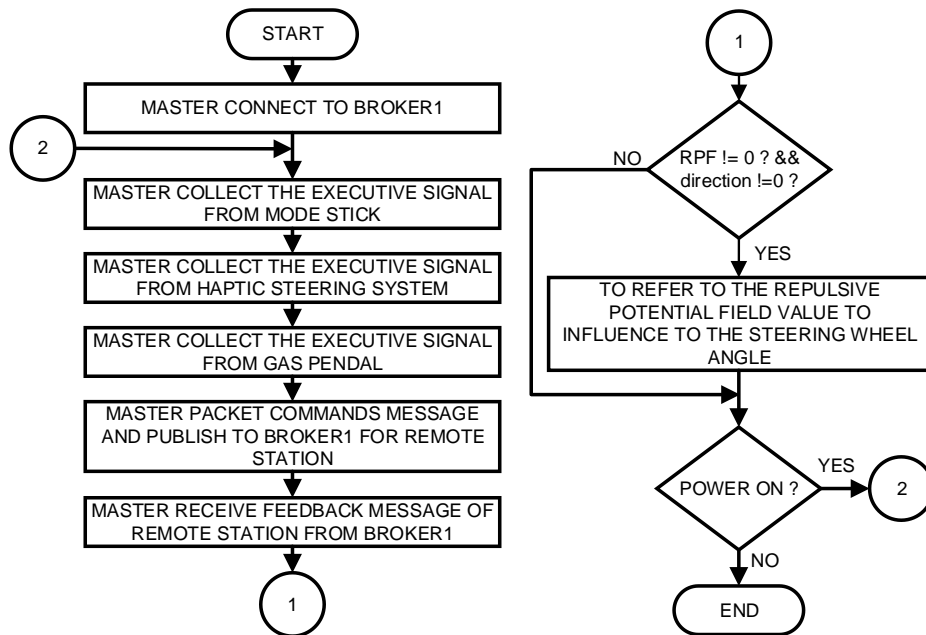 START
MASTER CONNECT TO BROKER1
2
MASTER COLLECT THE EXECUTIVE SIGNAL
FROM MODE STICK
MASTER COLLECT THE EXECUTIVE SIGNAL
FROM HAPTIC STEERING SYSTEM
MASTER COLLECT THE EXECUTIVE SIGNAL
FROM GAS PENDAL
MASTER PACKET COMMANDS MESSAGE
AND PUBLISH TO BROKER1 FOR REMOTE
STATION
MASTER RECEIVE FEEDBACK MESSAGE OF
REMOTE STATION FROM BROKER1
1
1
RPF != 0 ? &&
direction !=0 ?
NO
YES
TO REFER TO THE REPULSIVE
POTENTIAL FIELD VALUE TO
INFLUENCE TO THE STEERING WHEEL
ANGLE
POWER ON ?
YES
2
NO
END